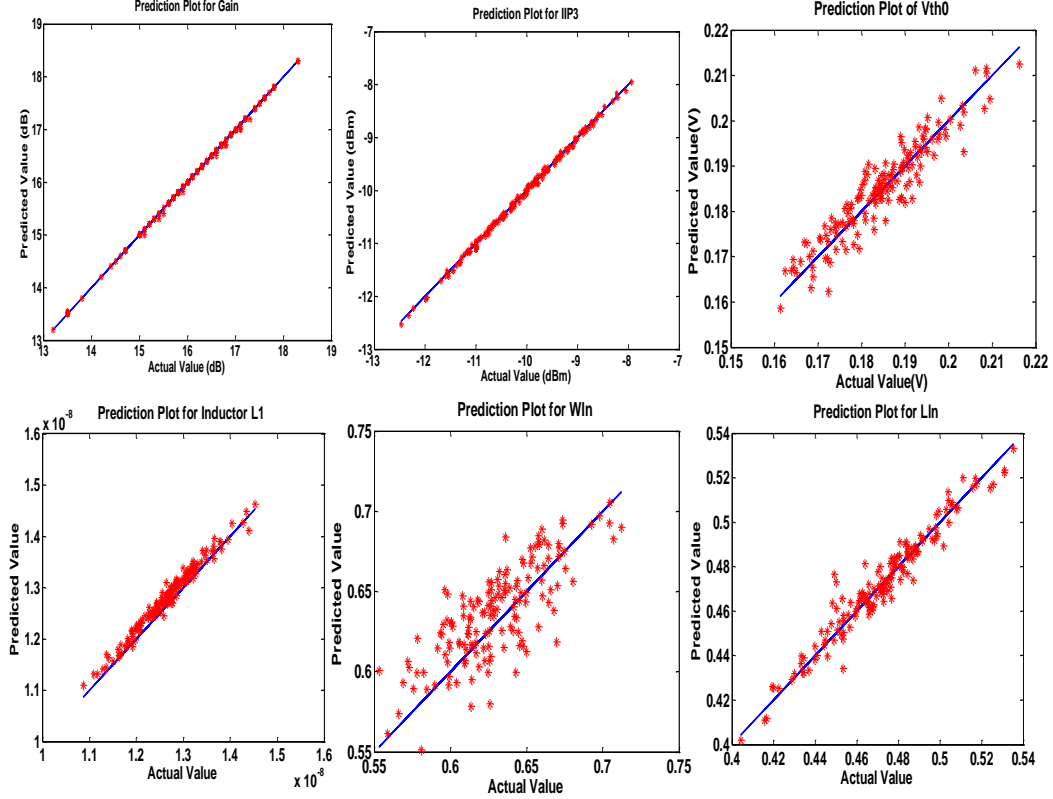 Prediction Plot for Gain
19
18
17
16
15
14
13
Predicted Value (dB)
13 14 15 16 17 18 19
Actual Value (dB)
Prediction Plot for IIP3
-7
-8
-9
-10
-11
-12
-13
Predicted Value (dBm)
-13 -12 -11 -10 -9 -8 -7
Actual Value (dBm)
Prediction Plot of Vth0
0.22
0.21
0.2
0.19
0.18
0.17
0.16
0.15
Predicted Value(V)
0.15 0.16 0.17 0.18 0.19 0.2 0.21 0.22
Actual Value(V)
Prediction Plot for Inductor L1
x 10⁻⁸
1.6
1.5
1.4
1.3
1.2
1.1
1
Predicted Value
1 1.1 1.2 1.3 1.4 1.5 1.6
Actual Value
x 10⁻⁸
Prediction Plot for WIn
0.75
0.7
0.65
0.6
0.55
Predicted Value
0.55 0.6 0.65 0.7 0.75
Actual Value
Prediction Plot for LIn
0.54
0.52
0.5
0.48
0.46
0.44
0.42
0.4
Predicted Value
0.4 0.42 0.44 0.46 0.48 0.5 0.52 0.54
Actual Value